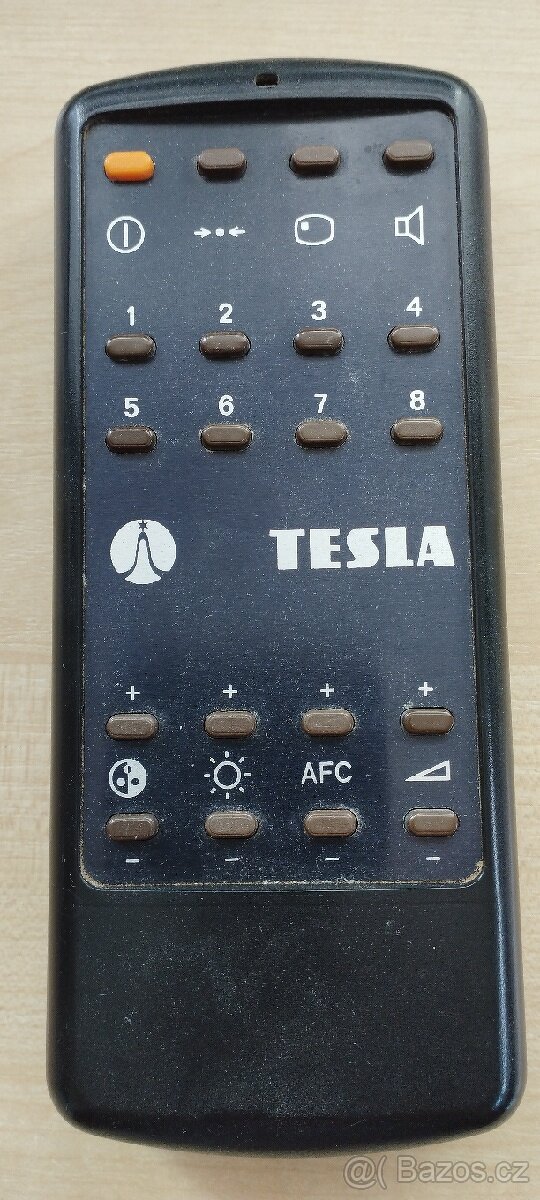 1 2 3 4
5 6 7 8
TESLA
+ + + +
AFC
- - - -
@( Bazos.cz